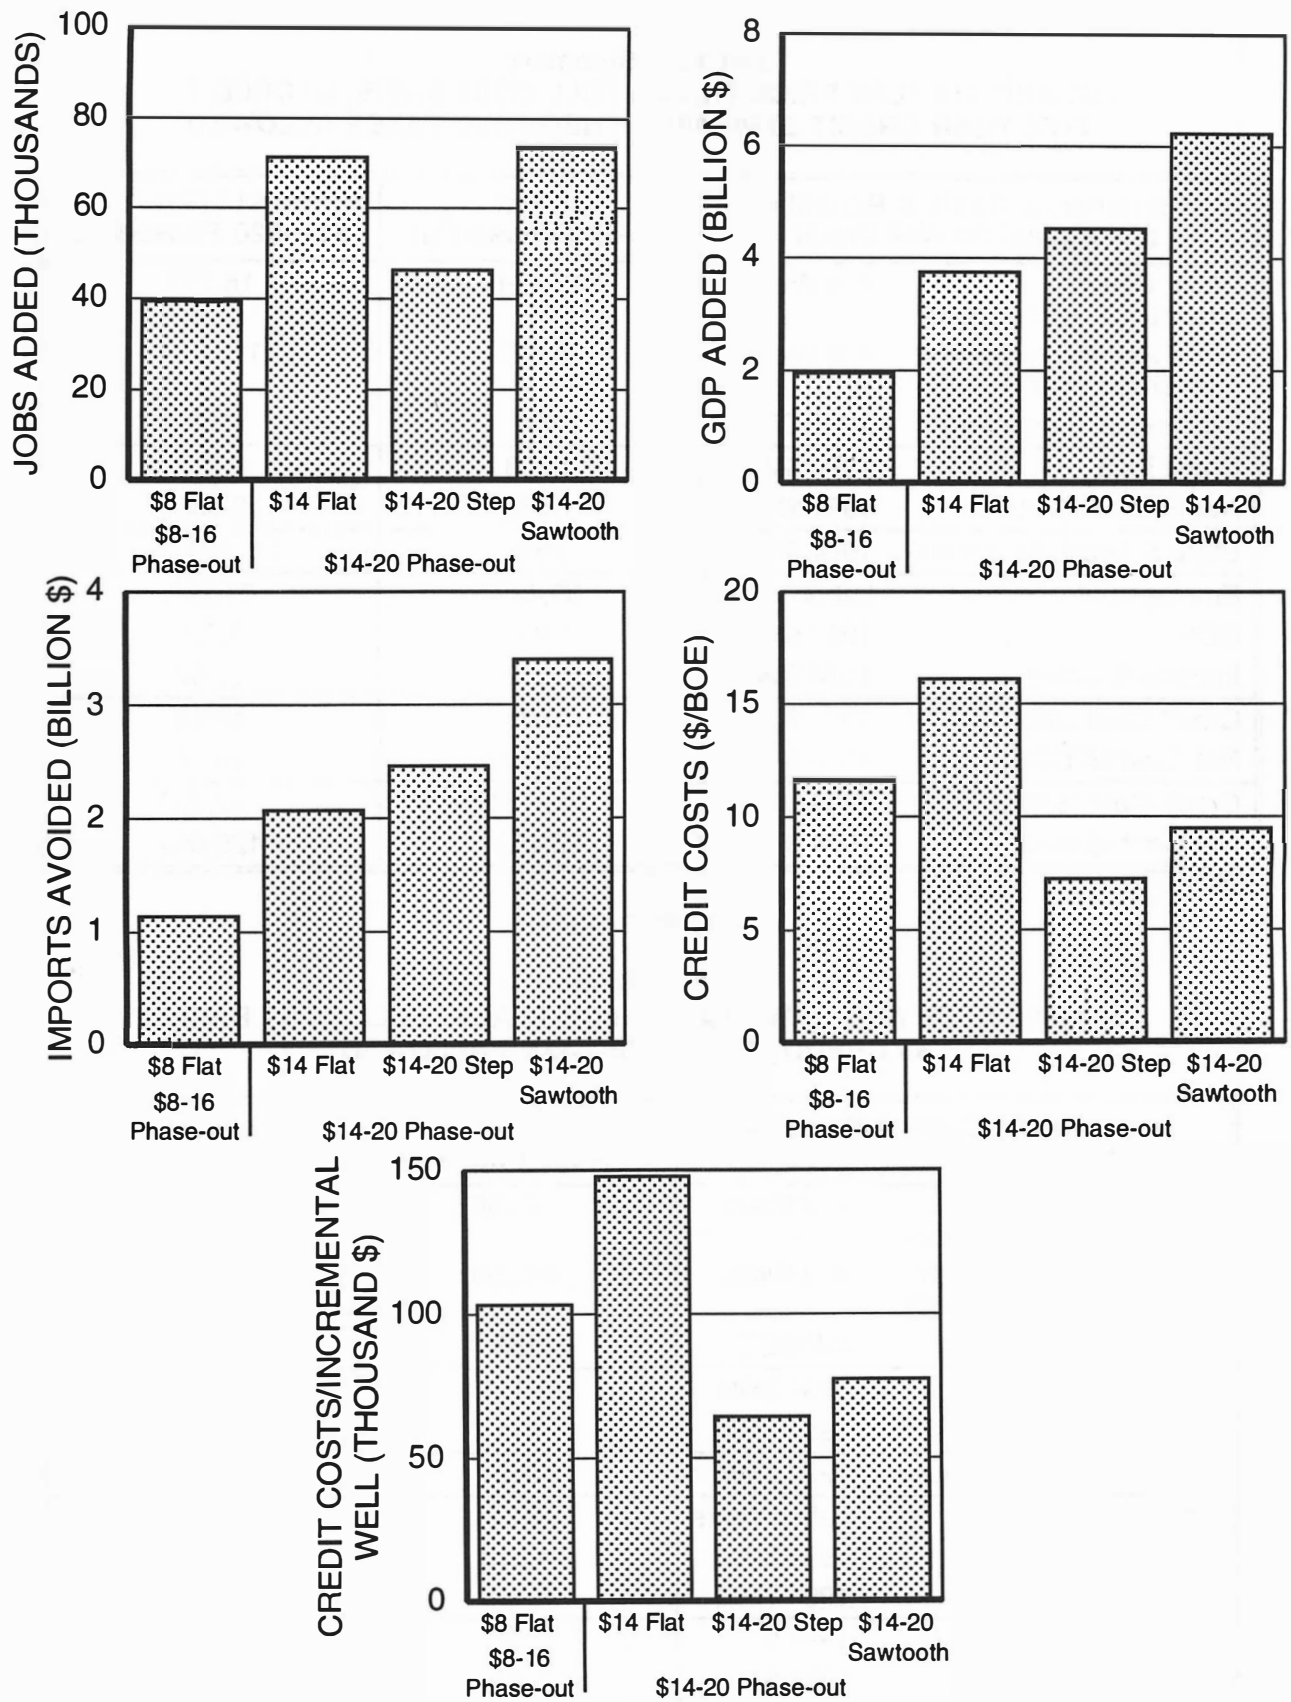 JOBS ADDED (THOUSANDS)
100
80
60
40
20
0
$8 Flat
$14 Flat
$14-20 Step
$14-20
Sawtooth
$8-16
Phase-out
$14-20 Phase-out
GDP ADDED (BILLION $)
8
6
4
2
0
$8 Flat
$14 Flat
$14-20 Step
$14-20
Sawtooth
$8-16
Phase-out
$14-20 Phase-out
IMPORTS AVOIDED (BILLION $)
4
3
2
1
0
$8 Flat
$14 Flat
$14-20 Step
$14-20
Sawtooth
$8-16
Phase-out
$14-20 Phase-out
CREDIT COSTS ($/BOE)
20
15
10
5
0
$8 Flat
$14 Flat
$14-20 Step
$14-20
Sawtooth
$8-16
Phase-out
$14-20 Phase-out
CREDIT COSTS/INCREMENTAL
WELL (THOUSAND $)
150
100
50
0
$8 Flat
$14 Flat
$14-20 Step
$14-20
Sawtooth
$8-16
Phase-out
$14-20 Phase-out